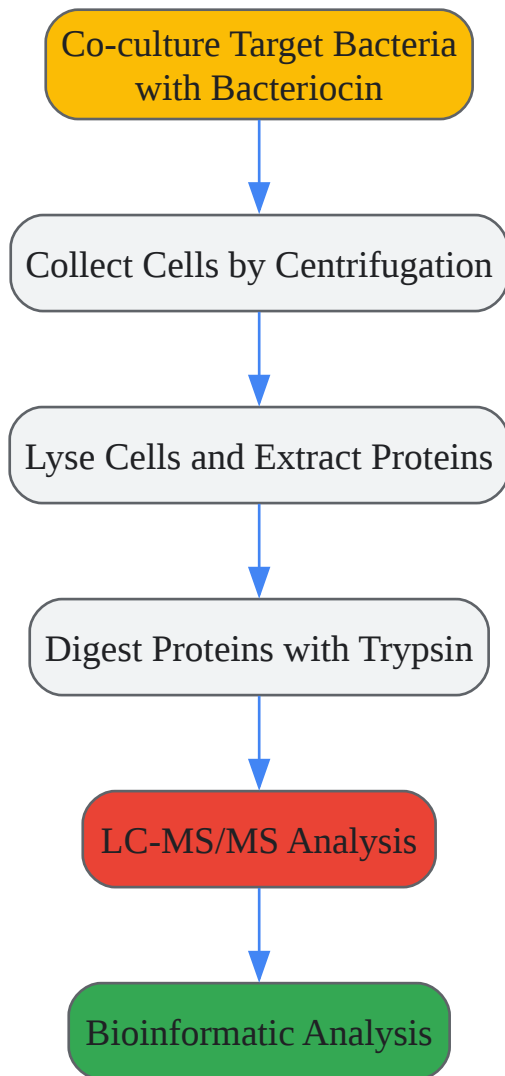 Co-culture Target Bacteria
with Bacteriocin
Collect Cells by Centrifugation
Lyse Cells and Extract Proteins
Digest Proteins with Trypsin
LC-MS/MS Analysis
Bioinformatic Analysis